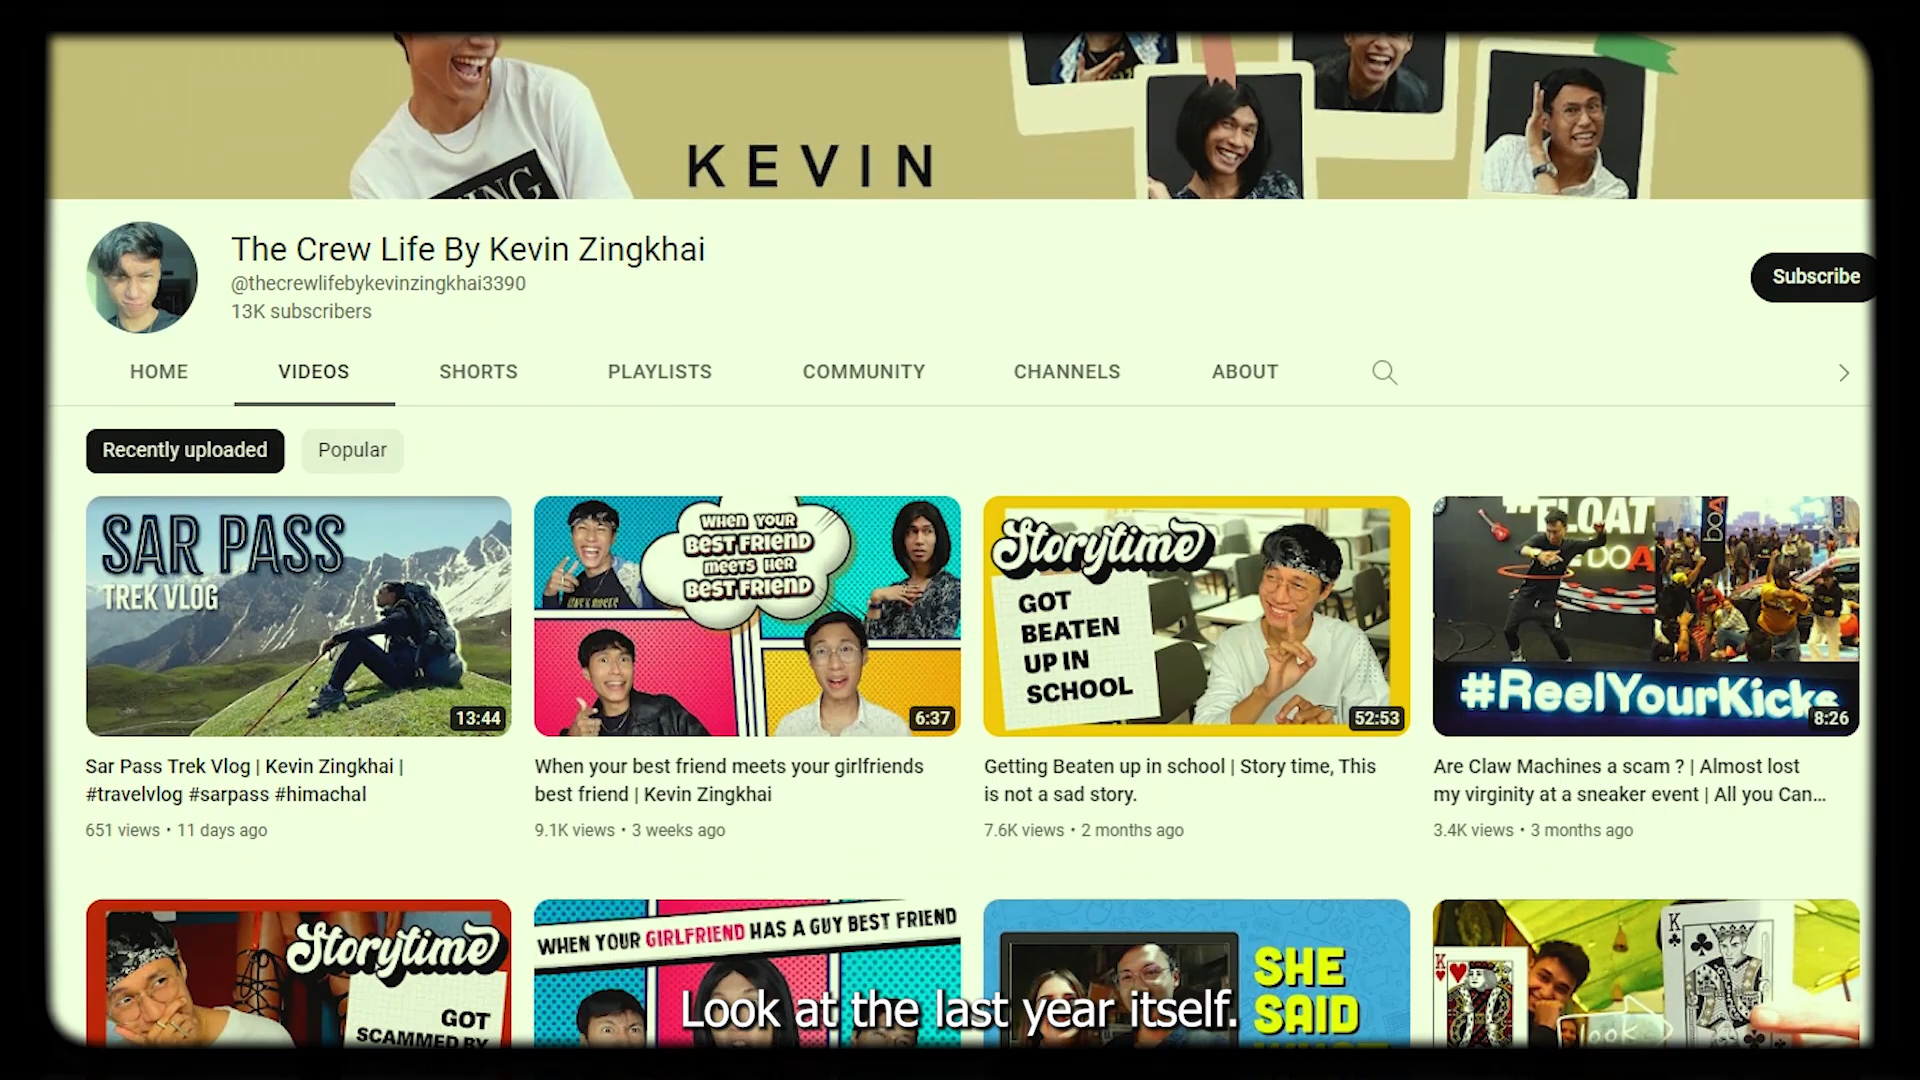 KEVIN
The Crew Life By Kevin Zingkhai
@thecrewlifebykevinzingkhai3390
13K subscribers
Subscribe
HOME VIDEOS SHORTS PLAYLISTS COMMUNITY CHANNELS ABOUT
Recently uploaded Popular
SAR PASS
TREK VLOG
13:44
WHEN YOUR
BEST FRIEND
MEETS HER
BEST FRIEND
6:37
Storytime
GOT
BEATEN
UP IN
SCHOOL
52:53
"FLOAT
BOA
#ReelYourKicks
8:26
Sar Pass Trek Vlog | Kevin Zingkhai |
#travelvlog #sarpass #himachal
651 views • 11 days ago
When your best friend meets your girlfriends
best friend | Kevin Zingkhai
9.1K views • 3 weeks ago
Getting Beaten up in school | Story time, This
is not a sad story.
7.6K views • 2 months ago
Are Claw Machines a scam ? | Almost lost
my virginity at a sneaker event | All you Can...
3.4K views • 3 months ago
Storytime
GOT
SCAMMED BY
WHEN YOUR GIRLFRIEND HAS A GUY BEST FRIEND
SHE
SAID
K
K
look
Look at the last year itself.